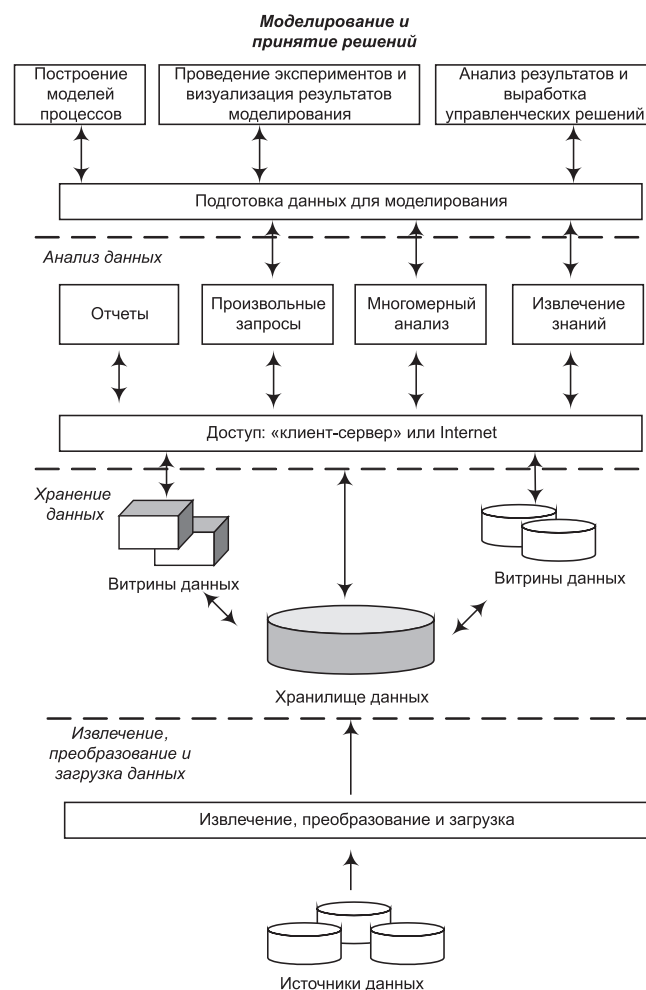 Моделирование и
принятие решений
Построение
моделей
процессов
Проведение экспериментов и
визуализация результатов
моделирования
Анализ результатов и
выработка
управленческих решений
Подготовка данных для моделирования
Анализ данных
Отчеты
Произвольные
запросы
Многомерный
анализ
Извлечение
знаний
Доступ: «клиент-сервер» или Internet
Хранение
данных
Витрины данных
Витрины данных
Хранилище данных
Извлечение,
преобразование и
загрузка данных
Извлечение, преобразование и загрузка
Источники данных